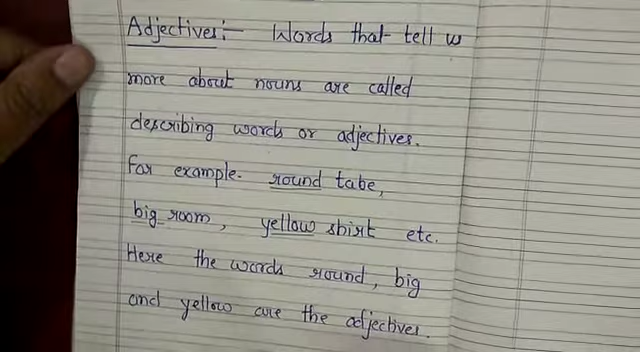 Adjectives:- Words that tell us
more about nouns are called
describing words or adjectives.
For example- round tabe,
big room, yellow shirt etc.
Here the words round, big
and yellow are the adjectives.